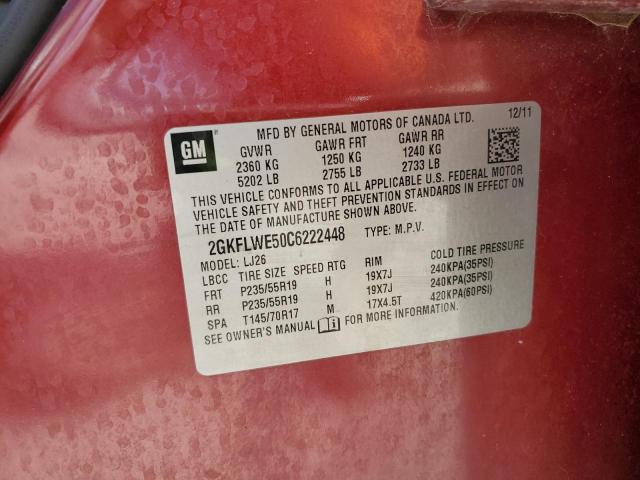 12/11
GM
MFD BY GENERAL MOTORS OF CANADA LTD.
GVWR GAWR FRT GAWR RR
2360 KG 1250 KG 1240 KG
5202 LB 2755 LB 2733 LB
THIS VEHICLE CONFORMS TO ALL APPLICABLE U.S. FEDERAL MOTOR
VEHICLE SAFETY AND THEFT PREVENTION STANDARDS IN EFFECT ON
THE DATE OF MANUFACTURE SHOWN ABOVE.
2GKFLWE50C6222448 TYPE: M.P.V.
MODEL: LJ26
LBCC TIRE SIZE SPEED RTG RIM COLD TIRE PRESSURE
FRT P235/55R19 H 19X7J 240KPA(35PSI)
RR P235/55R19 H 19X7J 240KPA(35PSI)
SPA T145/70R17 M 17X4.5T 420KPA(60PSI)
SEE OWNER'S MANUAL FOR MORE INFORMATION.